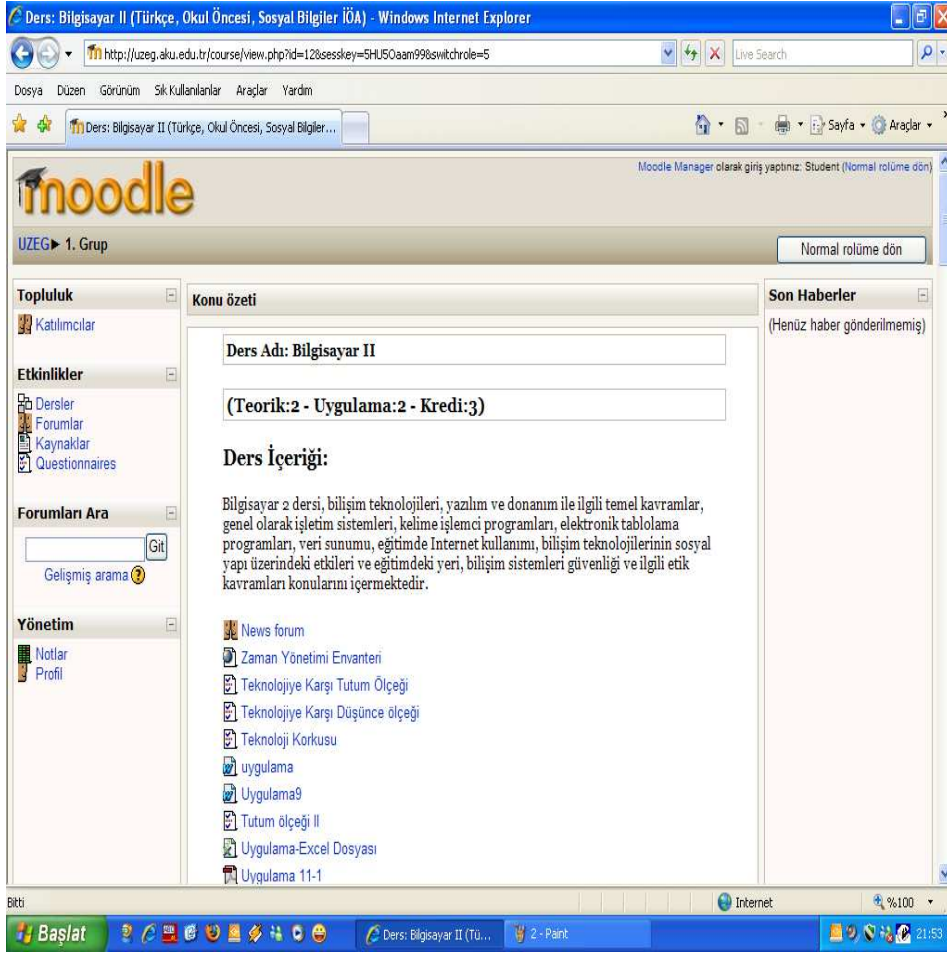 Ders: Bilgisayar II (Türkçe, Okul Öncesi, Sosyal Bilgiler İÖA) - Windows Internet Explorer
http://uzeg.aku.edu.tr/course/view.php?id=12&sesskey=5HU5Oaam99&switchrole=5
Live Search
Dosya Düzen Görünüm Sık Kullanılanlar Araçlar Yardım
Ders: Bilgisayar II (Türkçe, Okul Öncesi, Sosyal Bilgiler...
Sayfa Araçlar
moodle
Moodle Manager olarak giriş yaptınız: Student (Normal rolüme dön)
UZEG► 1. Grup
Normal rolüme dön
Topluluk
Katılımcılar
Etkinlikler
Dersler
Forumlar
Kaynaklar
Questionnaires
Forumları Ara
Git
Gelişmiş arama
Yönetim
Notlar
Profil
Konu özeti
Ders Adı: Bilgisayar II
(Teorik:2 - Uygulama:2 - Kredi:3)
Ders İçeriği:
Bilgisayar 2 dersi, bilişim teknolojileri, yazılım ve donanım ile ilgili temel kavramlar,
genel olarak işletim sistemleri, kelime işlemci programları, elektronik tablolama
programları, veri sunumu, eğitimde Internet kullanımı, bilişim teknolojilerinin sosyal
yapı üzerindeki etkileri ve eğitimdeki yeri, bilişim sistemleri güvenliği ve ilgili etik
kavramları konularını içermektedir.
News forum
Zaman Yönetimi Envanteri
Teknolojiye Karşı Tutum Ölçeği
Teknolojiye Karşı Düşünce ölçeği
Teknoloji Korkusu
uygulama
Uygulama9
Tutum ölçeği II
Uygulama-Excel Dosyası
Uygulama 11-1
Son Haberler
(Henüz haber gönderilmemiş)
Bitti
Internet
%100
Başlat
Ders: Bilgisayar II (Tü...
2 - Paint
21:53